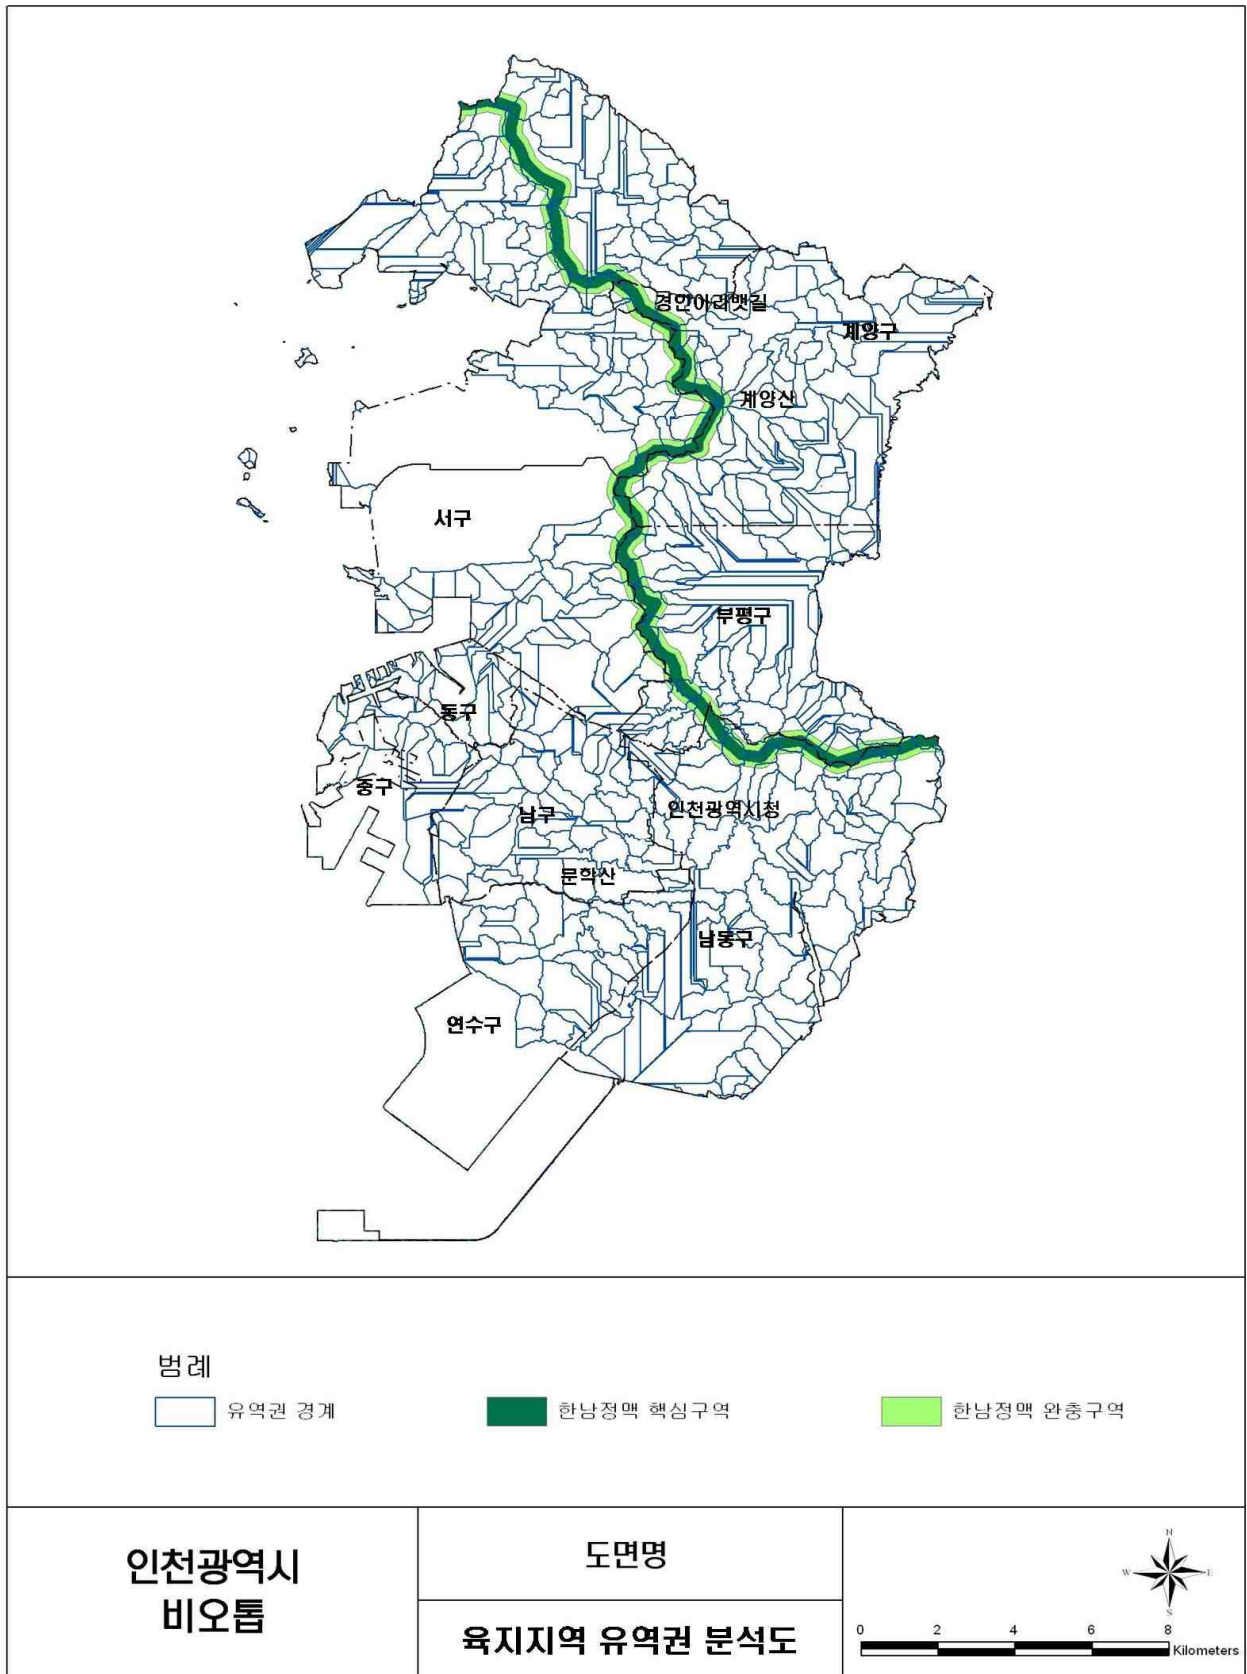 경인아라뱃길
계양구
계양산
서구
부평구
동구
중구
남구
인천광역시청
문학산
남동구
연수구
범례
유역권 경계
한남정맥 핵심구역
한남정맥 완충구역
인천광역시
비오톱
도면명
육지지역 유역권 분석도
N
W E
S
0 2 4 6 8
Kilometers